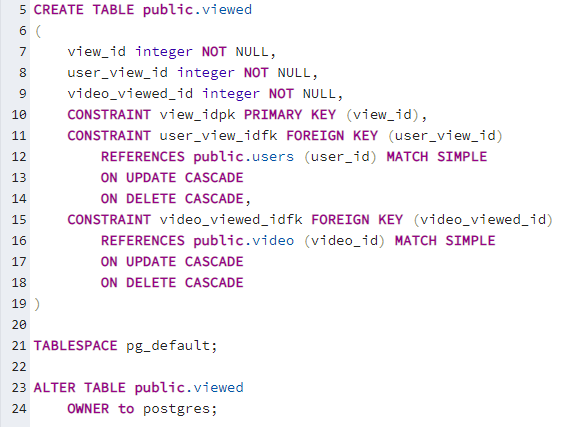 5 CREATE TABLE public.viewed
6 (
7     view_id integer NOT NULL,
8     user_view_id integer NOT NULL,
9     video_viewed_id integer NOT NULL,
10     CONSTRAINT view_idpk PRIMARY KEY (view_id),
11     CONSTRAINT user_view_idfk FOREIGN KEY (user_view_id)
12         REFERENCES public.users (user_id) MATCH SIMPLE
13         ON UPDATE CASCADE
14         ON DELETE CASCADE,
15     CONSTRAINT video_viewed_idfk FOREIGN KEY (video_viewed_id)
16         REFERENCES public.video (video_id) MATCH SIMPLE
17         ON UPDATE CASCADE
18         ON DELETE CASCADE
19 )
20
21 TABLESPACE pg_default;
22
23 ALTER TABLE public.viewed
24     OWNER to postgres;